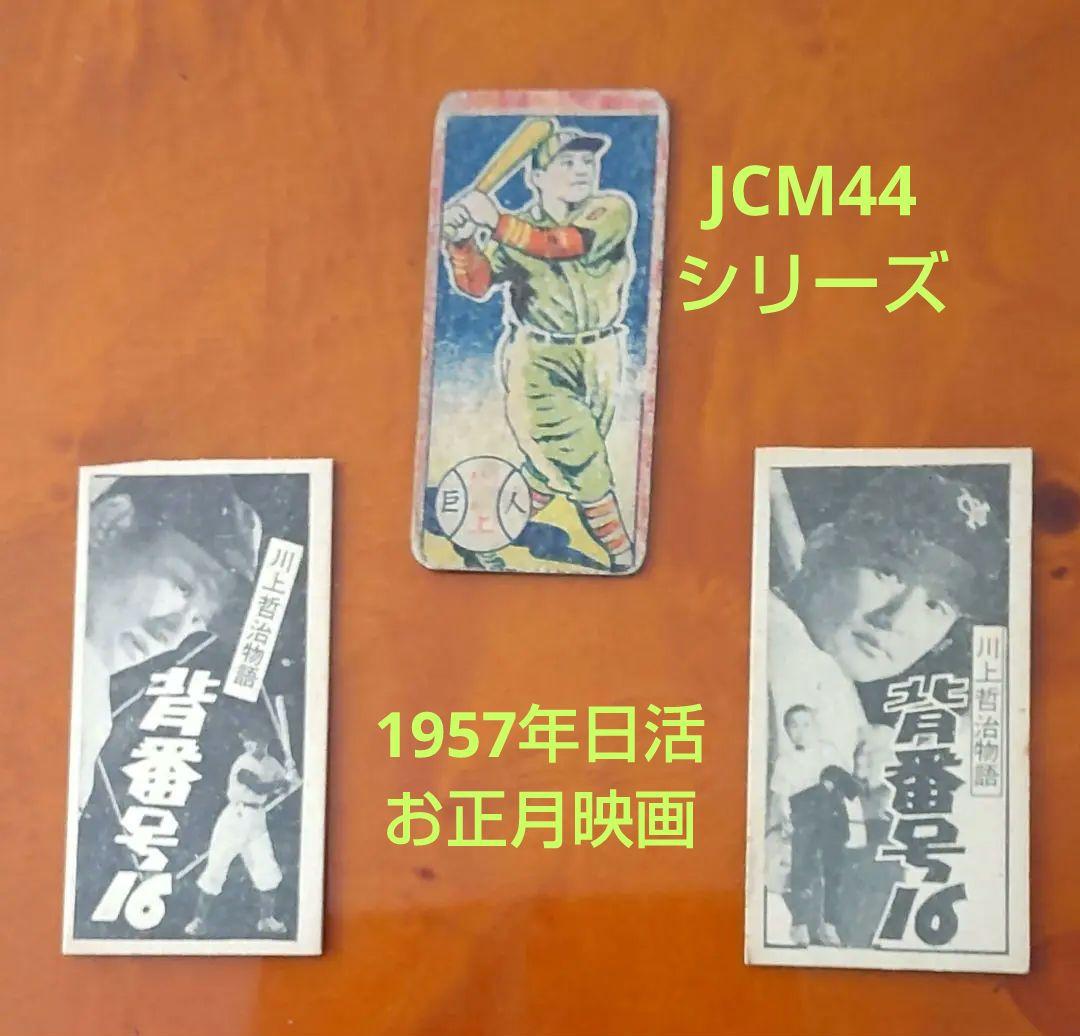 JCM44
シリーズ
巨人
川上
川上哲治物語
背番号16
川上哲治物語
背番号16
1957年日活
お正月映画